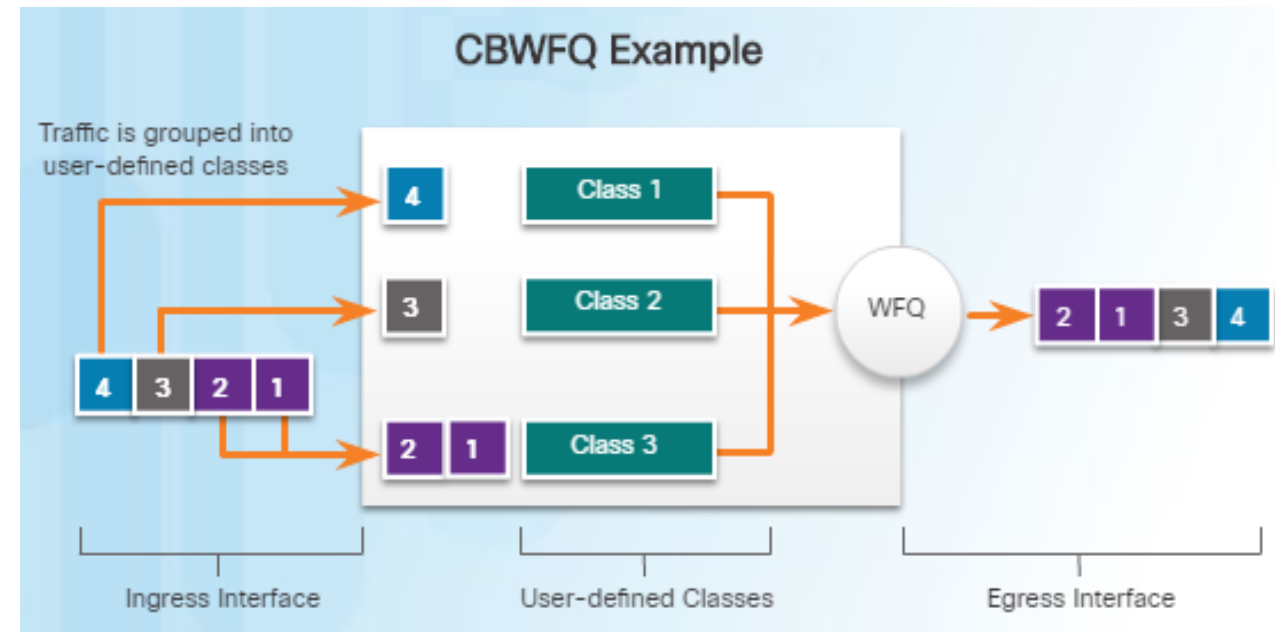 CBWFQ Example
Traffic is grouped into
user-defined classes
4
Class 1
3
Class 2
WFQ
2 1 3 4
4 3 2 1
2 1
Class 3
Ingress Interface
User-defined Classes
Egress Interface